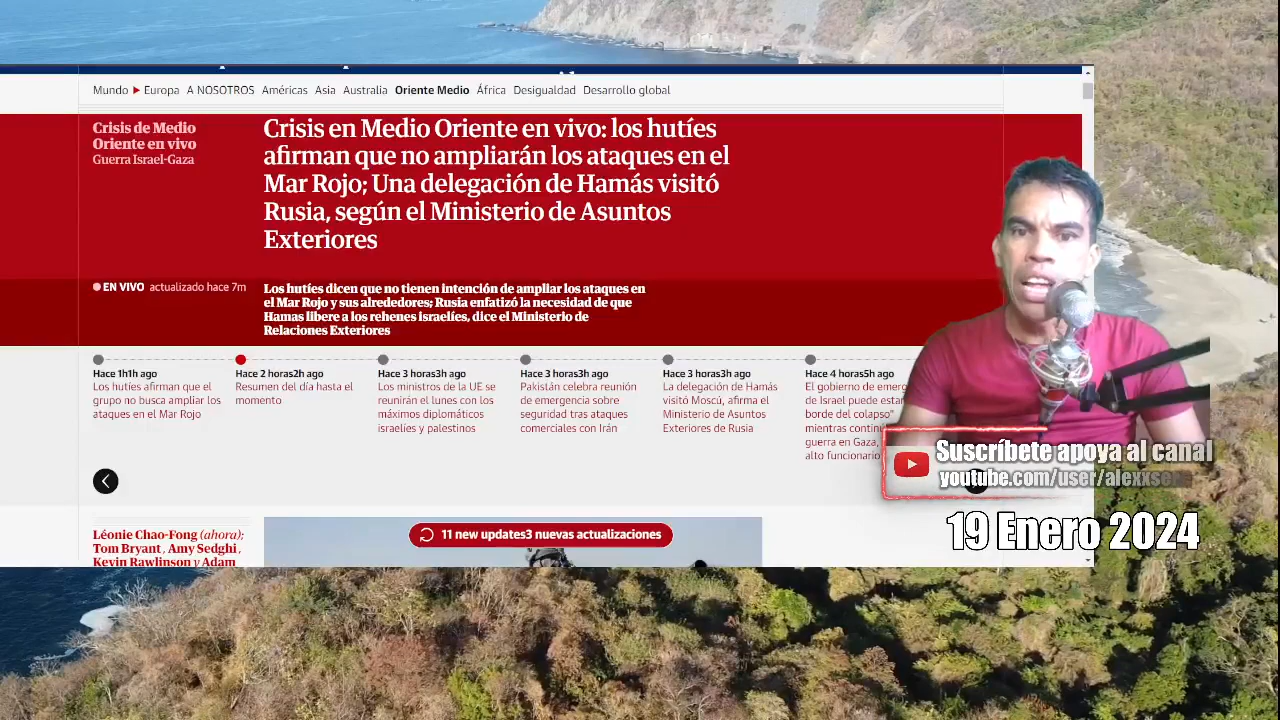 Mundo Europa A NOSOTROS Américas Asia Australia Oriente Medio África Desigualdad Desarrollo global
Crisis de Medio
Oriente en vivo
Guerra Israel-Gaza
Crisis en Medio Oriente en vivo: los hutíes
afirman que no ampliarán los ataques en el
Mar Rojo; Una delegación de Hamás visitó
Rusia, según el Ministerio de Asuntos
Exteriores
EN VIVO actualizado hace 7m
Los hutíes dicen que no tienen intención de ampliar los ataques en
el Mar Rojo y sus alrededores; Rusia enfatizó la necesidad de que
Hamas libere a los rehenes israelíes, dice el Ministerio de
Relaciones Exteriores
Hace 1h1h ago
Los hutíes afirman que el
grupo no busca ampliar los
ataques en el Mar Rojo
Hace 2 horas2h ago
Resumen del día hasta el
momento
Hace 3 horas3h ago
Los ministros de la UE se
reunirán el lunes con los
máximos diplomáticos
israelíes y palestinos
Hace 3 horas3h ago
Pakistán celebra reunión
de emergencia sobre
seguridad tras ataques
comerciales con Irán
Hace 3 horas3h ago
La delegación de Hamás
visitó Moscú, afirma el
Ministerio de Asuntos
Exteriores de Rusia
Hace 4 horas5h ago
El gobierno de emerg
de Israel puede esta
borde del colapso"
mientras contin
guerra en Gaza,
alto funcionario
Suscríbete apoya al canal
youtube.com/user/alexxser
19 Enero 2024
11 new updates3 nuevas actualizaciones
Léonie Chao-Fong (ahora);
Tom Bryant, Amy Sedghi,
Kevin Rawlinson y Adam